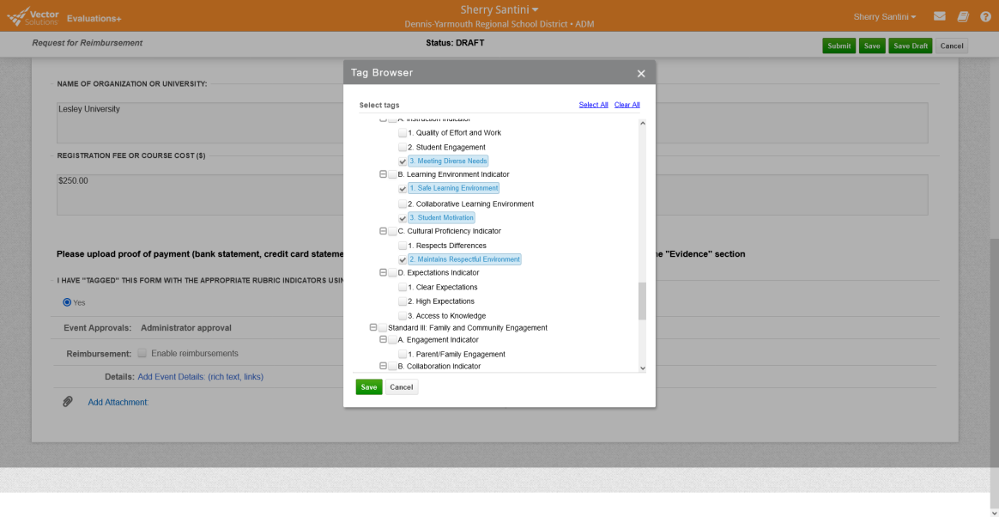 Vector Solutions Evaluations+
Sherry Santini
Dennis-Yarmouth Regional School District • ADM
Sherry Santini
Request for Reimbursement
Status: DRAFT
Submit Save Save Draft Cancel
Tag Browser
NAME OF ORGANIZATION OR UNIVERSITY:
Lesley University
REGISTRATION FEE OR COURSE COST ($)
$250.00
Please upload proof of payment (bank statement, credit card stateme
"Evidence" section
I HAVE "TAGGED" THIS FORM WITH THE APPROPRIATE RUBRIC INDICATORS USIN
Yes
Event Approvals: Administrator approval
Reimbursement: Enable reimbursements
Details: Add Event Details: (rich text, links)
Add Attachment:
Select tags
Select All Clear All
A. Instruction Indicator
1. Quality of Effort and Work
2. Student Engagement
3. Meeting Diverse Needs
B. Learning Environment Indicator
1. Safe Learning Environment
2. Collaborative Learning Environment
3. Student Motivation
C. Cultural Proficiency Indicator
1. Respects Differences
2. Maintains Respectful Environment
D. Expectations Indicator
1. Clear Expectations
2. High Expectations
3. Access to Knowledge
Standard III: Family and Community Engagement
A. Engagement Indicator
1. Parent/Family Engagement
B. Collaboration Indicator
Save Cancel